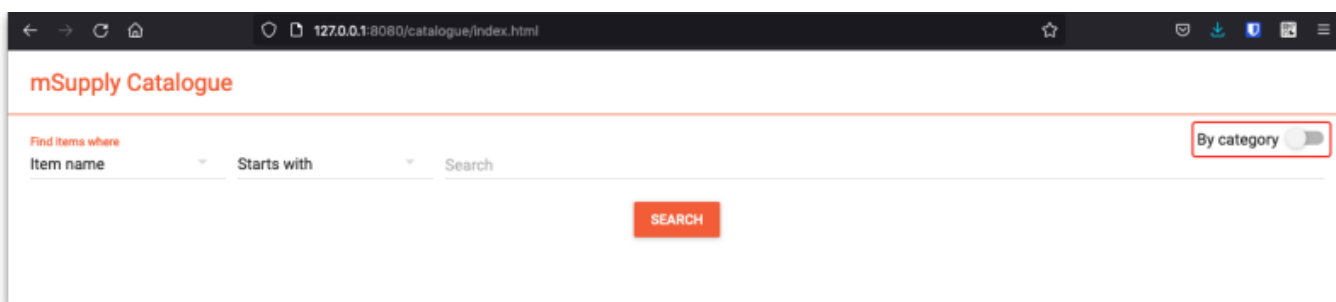 127.0.0.1:8080/catalogue/index.html
mSupply Catalogue
Find items where
By category
Item name Starts with Search
SEARCH